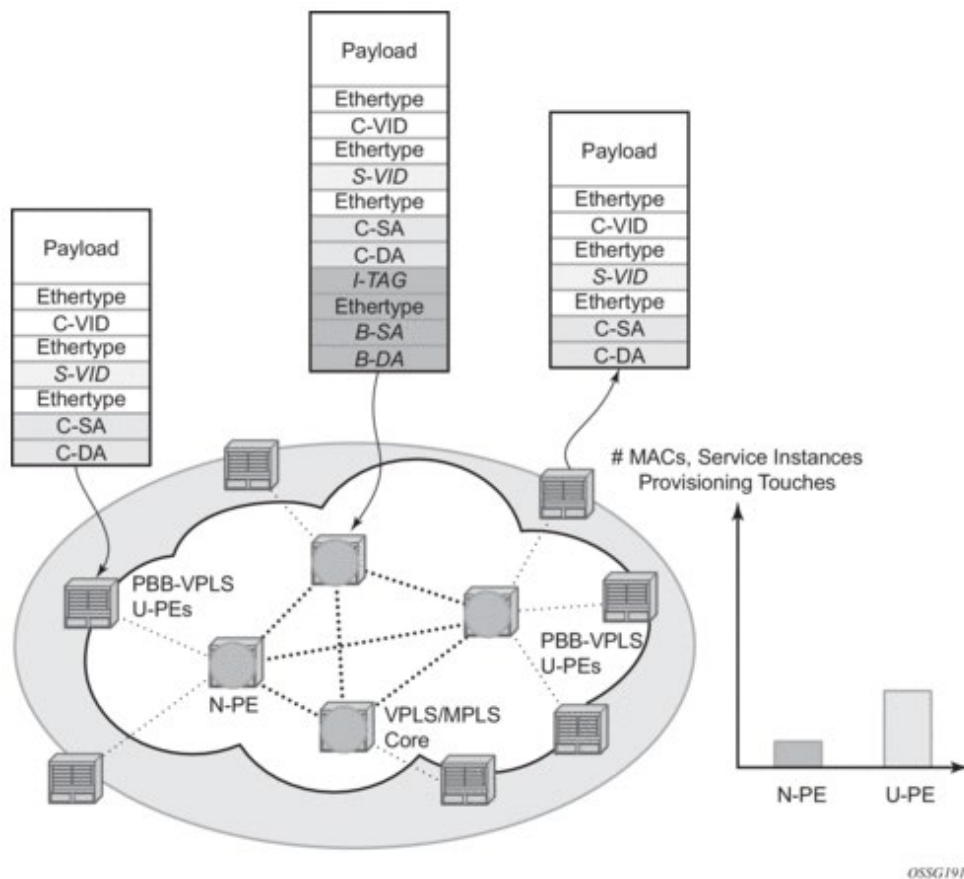 Payload
Ethertype
C-VID
Ethertype
S-VID
Ethertype
C-SA
C-DA
Payload
Ethertype
C-VID
Ethertype
S-VID
Ethertype
C-SA
C-DA
I-TAG
Ethertype
B-SA
B-DA
Payload
Ethertype
C-VID
Ethertype
S-VID
Ethertype
C-SA
C-DA
# MACs, Service Instances
Provisioning Touches
PBB-VPLS
U-PEs
N-PE
VPLS/MPLS
Core
PBB-VPLS
U-PEs
N-PE
U-PE
OSSG191